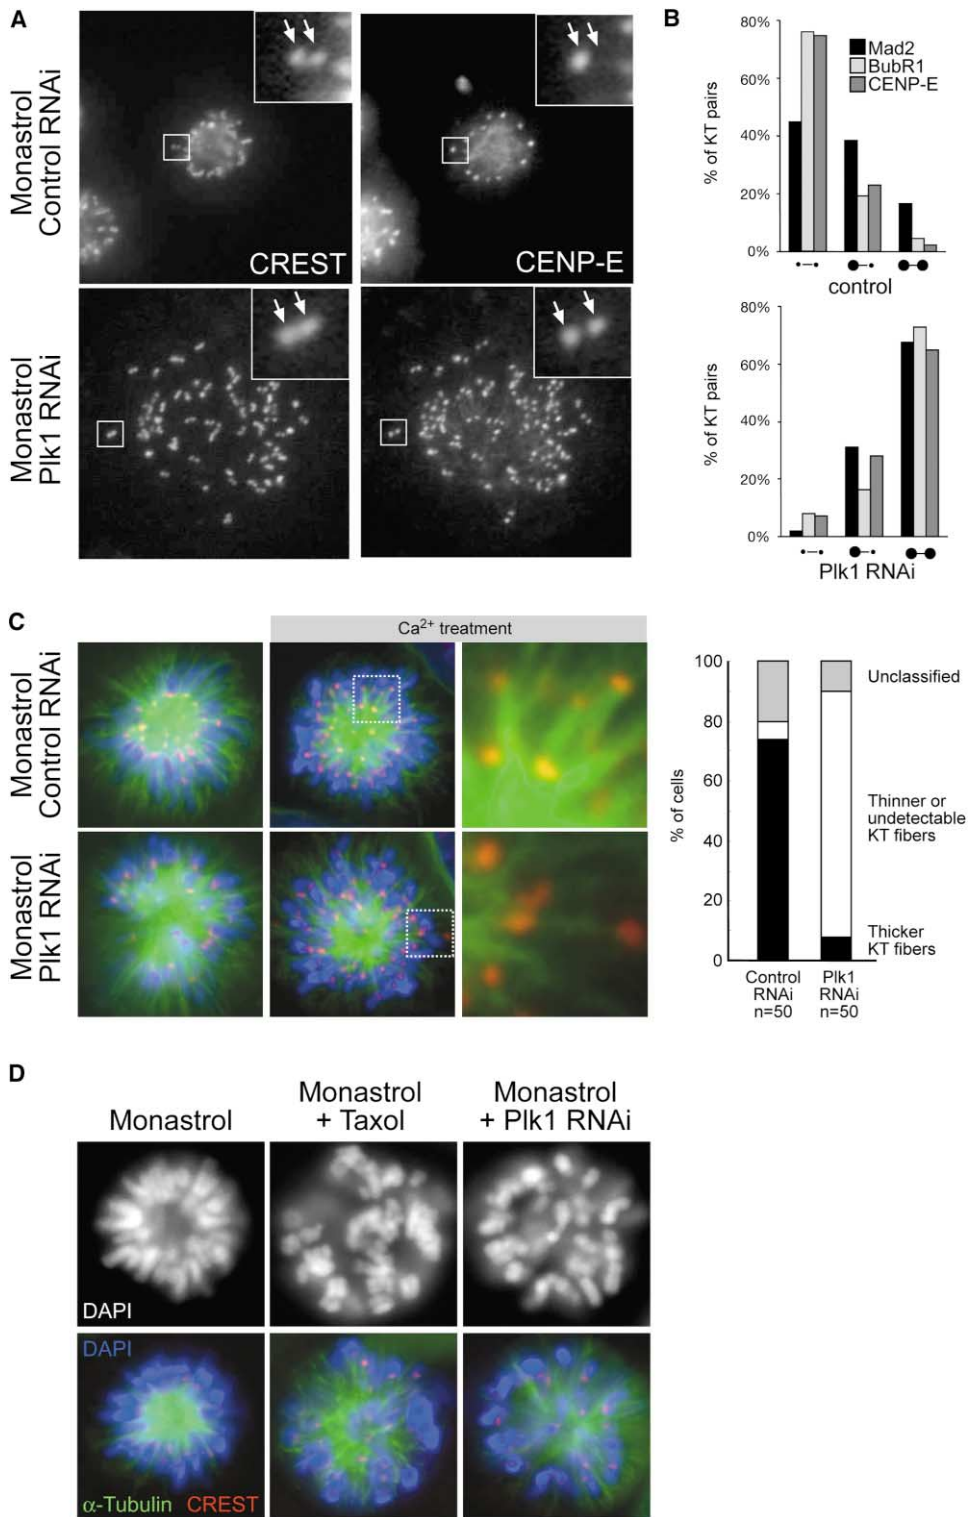 A
Monastrol
Control RNAi
CREST
CENP-E
Monastrol
Plk1 RNAi
B
80%
60%
40%
20%
0%
% of KT pairs
Mad2
BubR1
CENP-E
control
80%
60%
40%
20%
0%
% of KT pairs
Plk1 RNAi
C
Ca2+ treatment
Monastrol
Control RNAi
Monastrol
Plk1 RNAi
100
80
60
40
20
0
% of cells
Unclassified
Thinner or
undetectable
KT fibers
Thicker
KT fibers
Control
RNAi
n=50
Plk1
RNAi
n=50
D
Monastrol
Monastrol
+ Taxol
Monastrol
+ Plk1 RNAi
DAPI
DAPI
α-Tubulin CREST